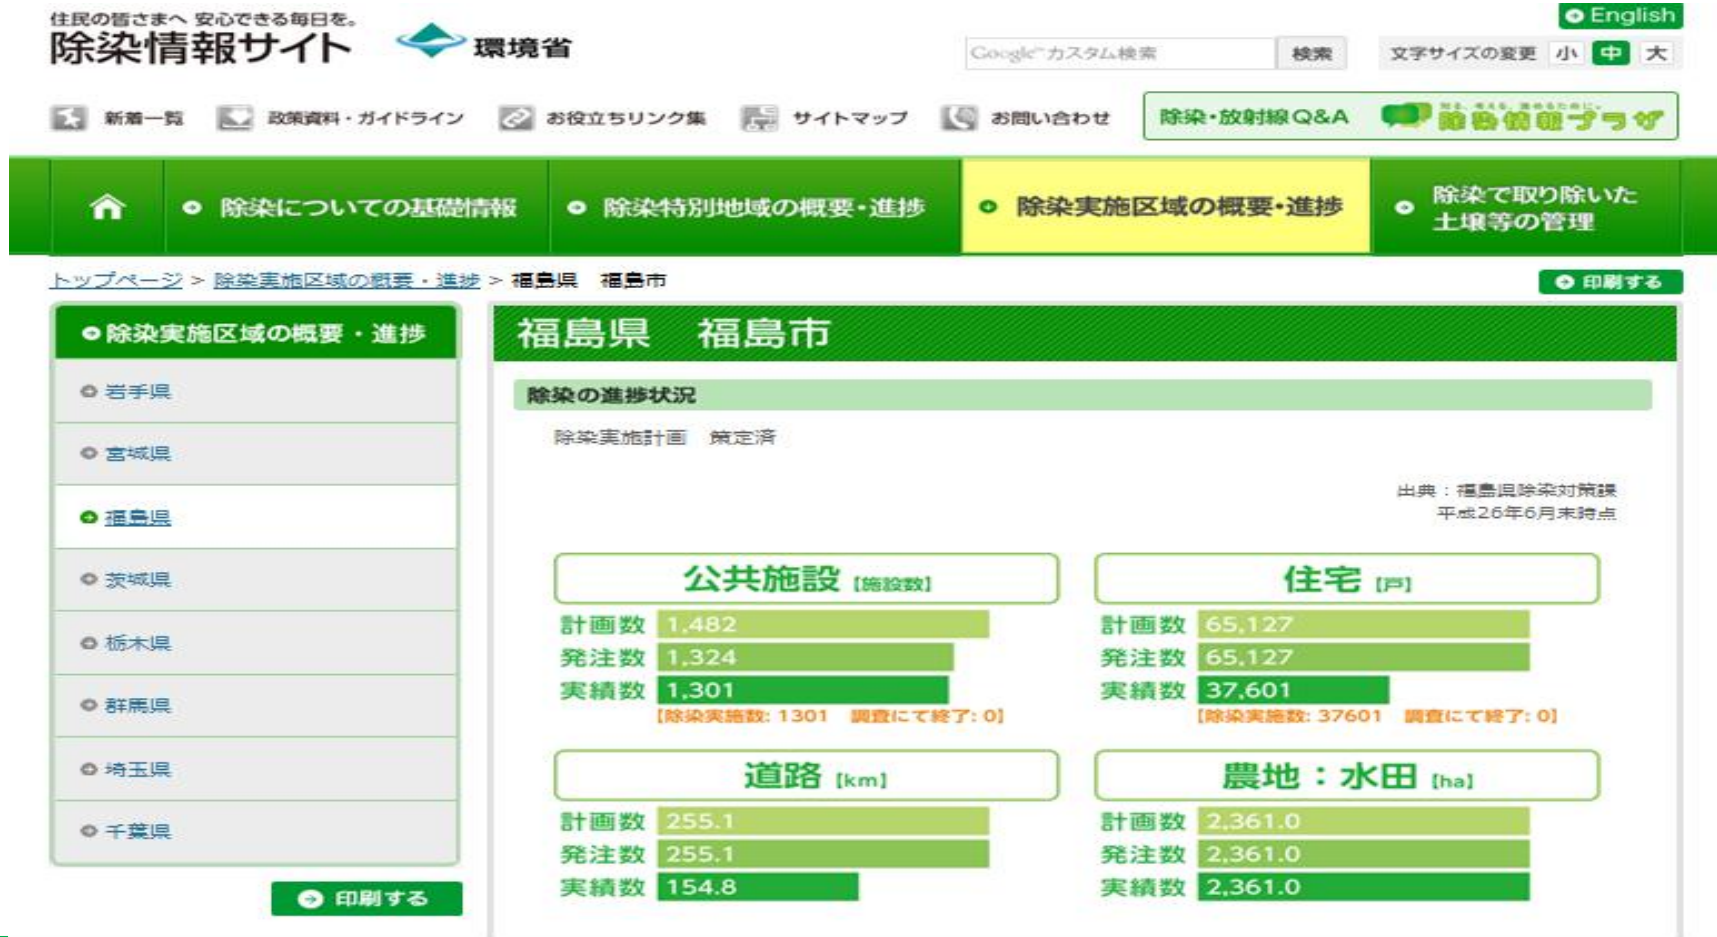 住民の皆さまへ 安心できる毎日を。
除染情報サイト
環境省
English
Google カスタム検索
検索
文字サイズの変更 小 中 大
新着一覧
政策資料・ガイドライン
お役立ちリンク集
サイトマップ
お問い合わせ
除染・放射線Q&A
知る、考える、進めるために。
除染情報プラザ
除染についての基礎情報
除染特別地域の概要・進捗
除染実施区域の概要・進捗
除染で取り除いた
土壌等の管理
トップページ > 除染実施区域の概要・進捗 > 福島県 福島市
印刷する
除染実施区域の概要・進捗
岩手県
宮城県
福島県
茨城県
栃木県
群馬県
埼玉県
千葉県
印刷する
福島県 福島市
除染の進捗状況
除染実施計画 策定済
出典：福島県除染対策課
平成26年6月末時点
公共施設 [施設数]
計画数 1,482
発注数 1,324
実績数 1,301
[除染実施数: 1301 調査にて終了: 0]
住宅 [戸]
計画数 65,127
発注数 65,127
実績数 37,601
[除染実施数: 37601 調査にて終了: 0]
道路 [km]
計画数 255.1
発注数 255.1
実績数 154.8
農地：水田 [ha]
計画数 2,361.0
発注数 2,361.0
実績数 2,361.0